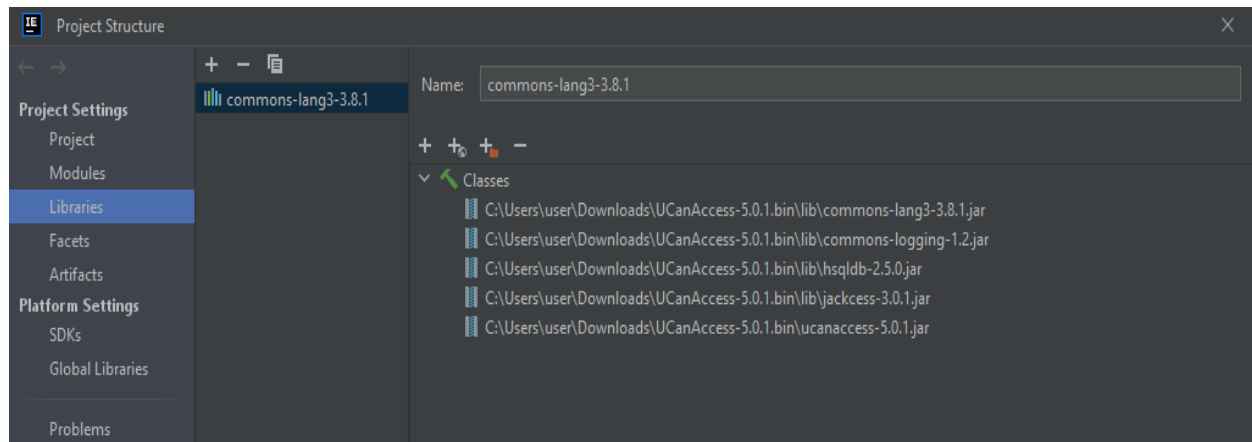 Project Structure
Project Settings
Project
Modules
Libraries
Facets
Artifacts
Platform Settings
SDKs
Global Libraries
Problems
commons-lang3-3.8.1
Name: commons-lang3-3.8.1
Classes
C:\Users\user\Downloads\UCanAccess-5.0.1.bin\lib\commons-lang3-3.8.1.jar
C:\Users\user\Downloads\UCanAccess-5.0.1.bin\lib\commons-logging-1.2.jar
C:\Users\user\Downloads\UCanAccess-5.0.1.bin\lib\hsqldb-2.5.0.jar
C:\Users\user\Downloads\UCanAccess-5.0.1.bin\lib\jackcess-3.0.1.jar
C:\Users\user\Downloads\UCanAccess-5.0.1.bin\ucanaccess-5.0.1.jar